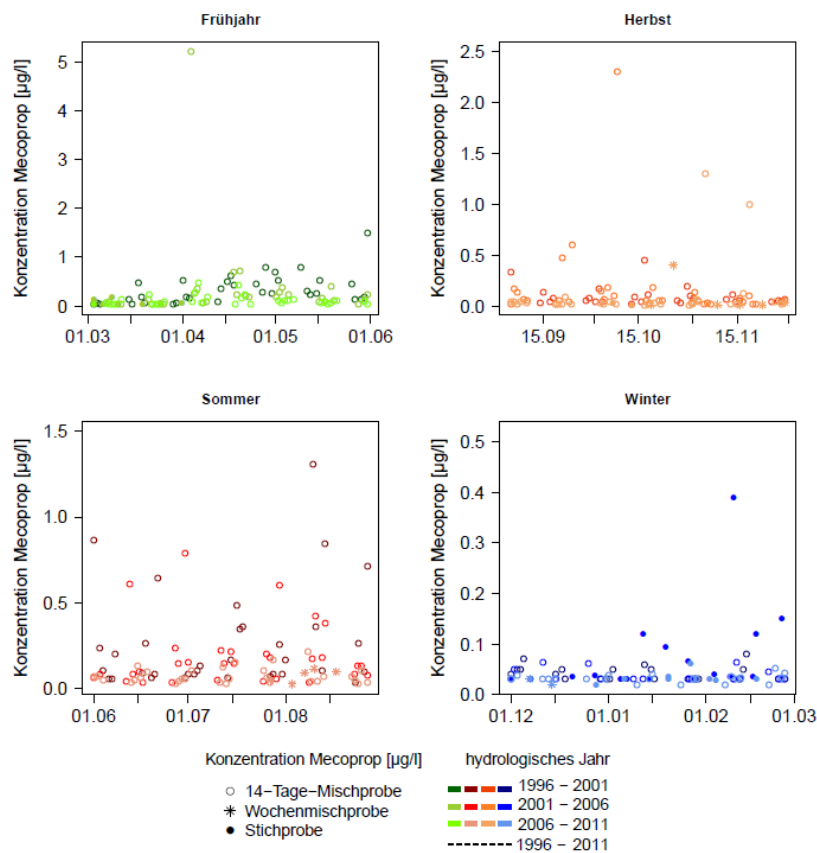 Frühjahr
Konzentration Mecoprop [µg/l]
5
4
3
2
1
0
01.03 01.04 01.05 01.06
Herbst
Konzentration Mecoprop [µg/l]
2.5
2.0
1.5
1.0
0.5
0.0
15.09 15.10 15.11
Sommer
Konzentration Mecoprop [µg/l]
1.5
1.0
0.5
0.0
01.06 01.07 01.08
Winter
Konzentration Mecoprop [µg/l]
0.5
0.4
0.3
0.2
0.1
0.0
01.12 01.01 01.02 01.03
Konzentration Mecoprop [µg/l]
14−Tage−Mischprobe
Wochenmischprobe
Stichprobe
hydrologisches Jahr
1996 − 2001
2001 − 2006
2006 − 2011
1996 − 2011